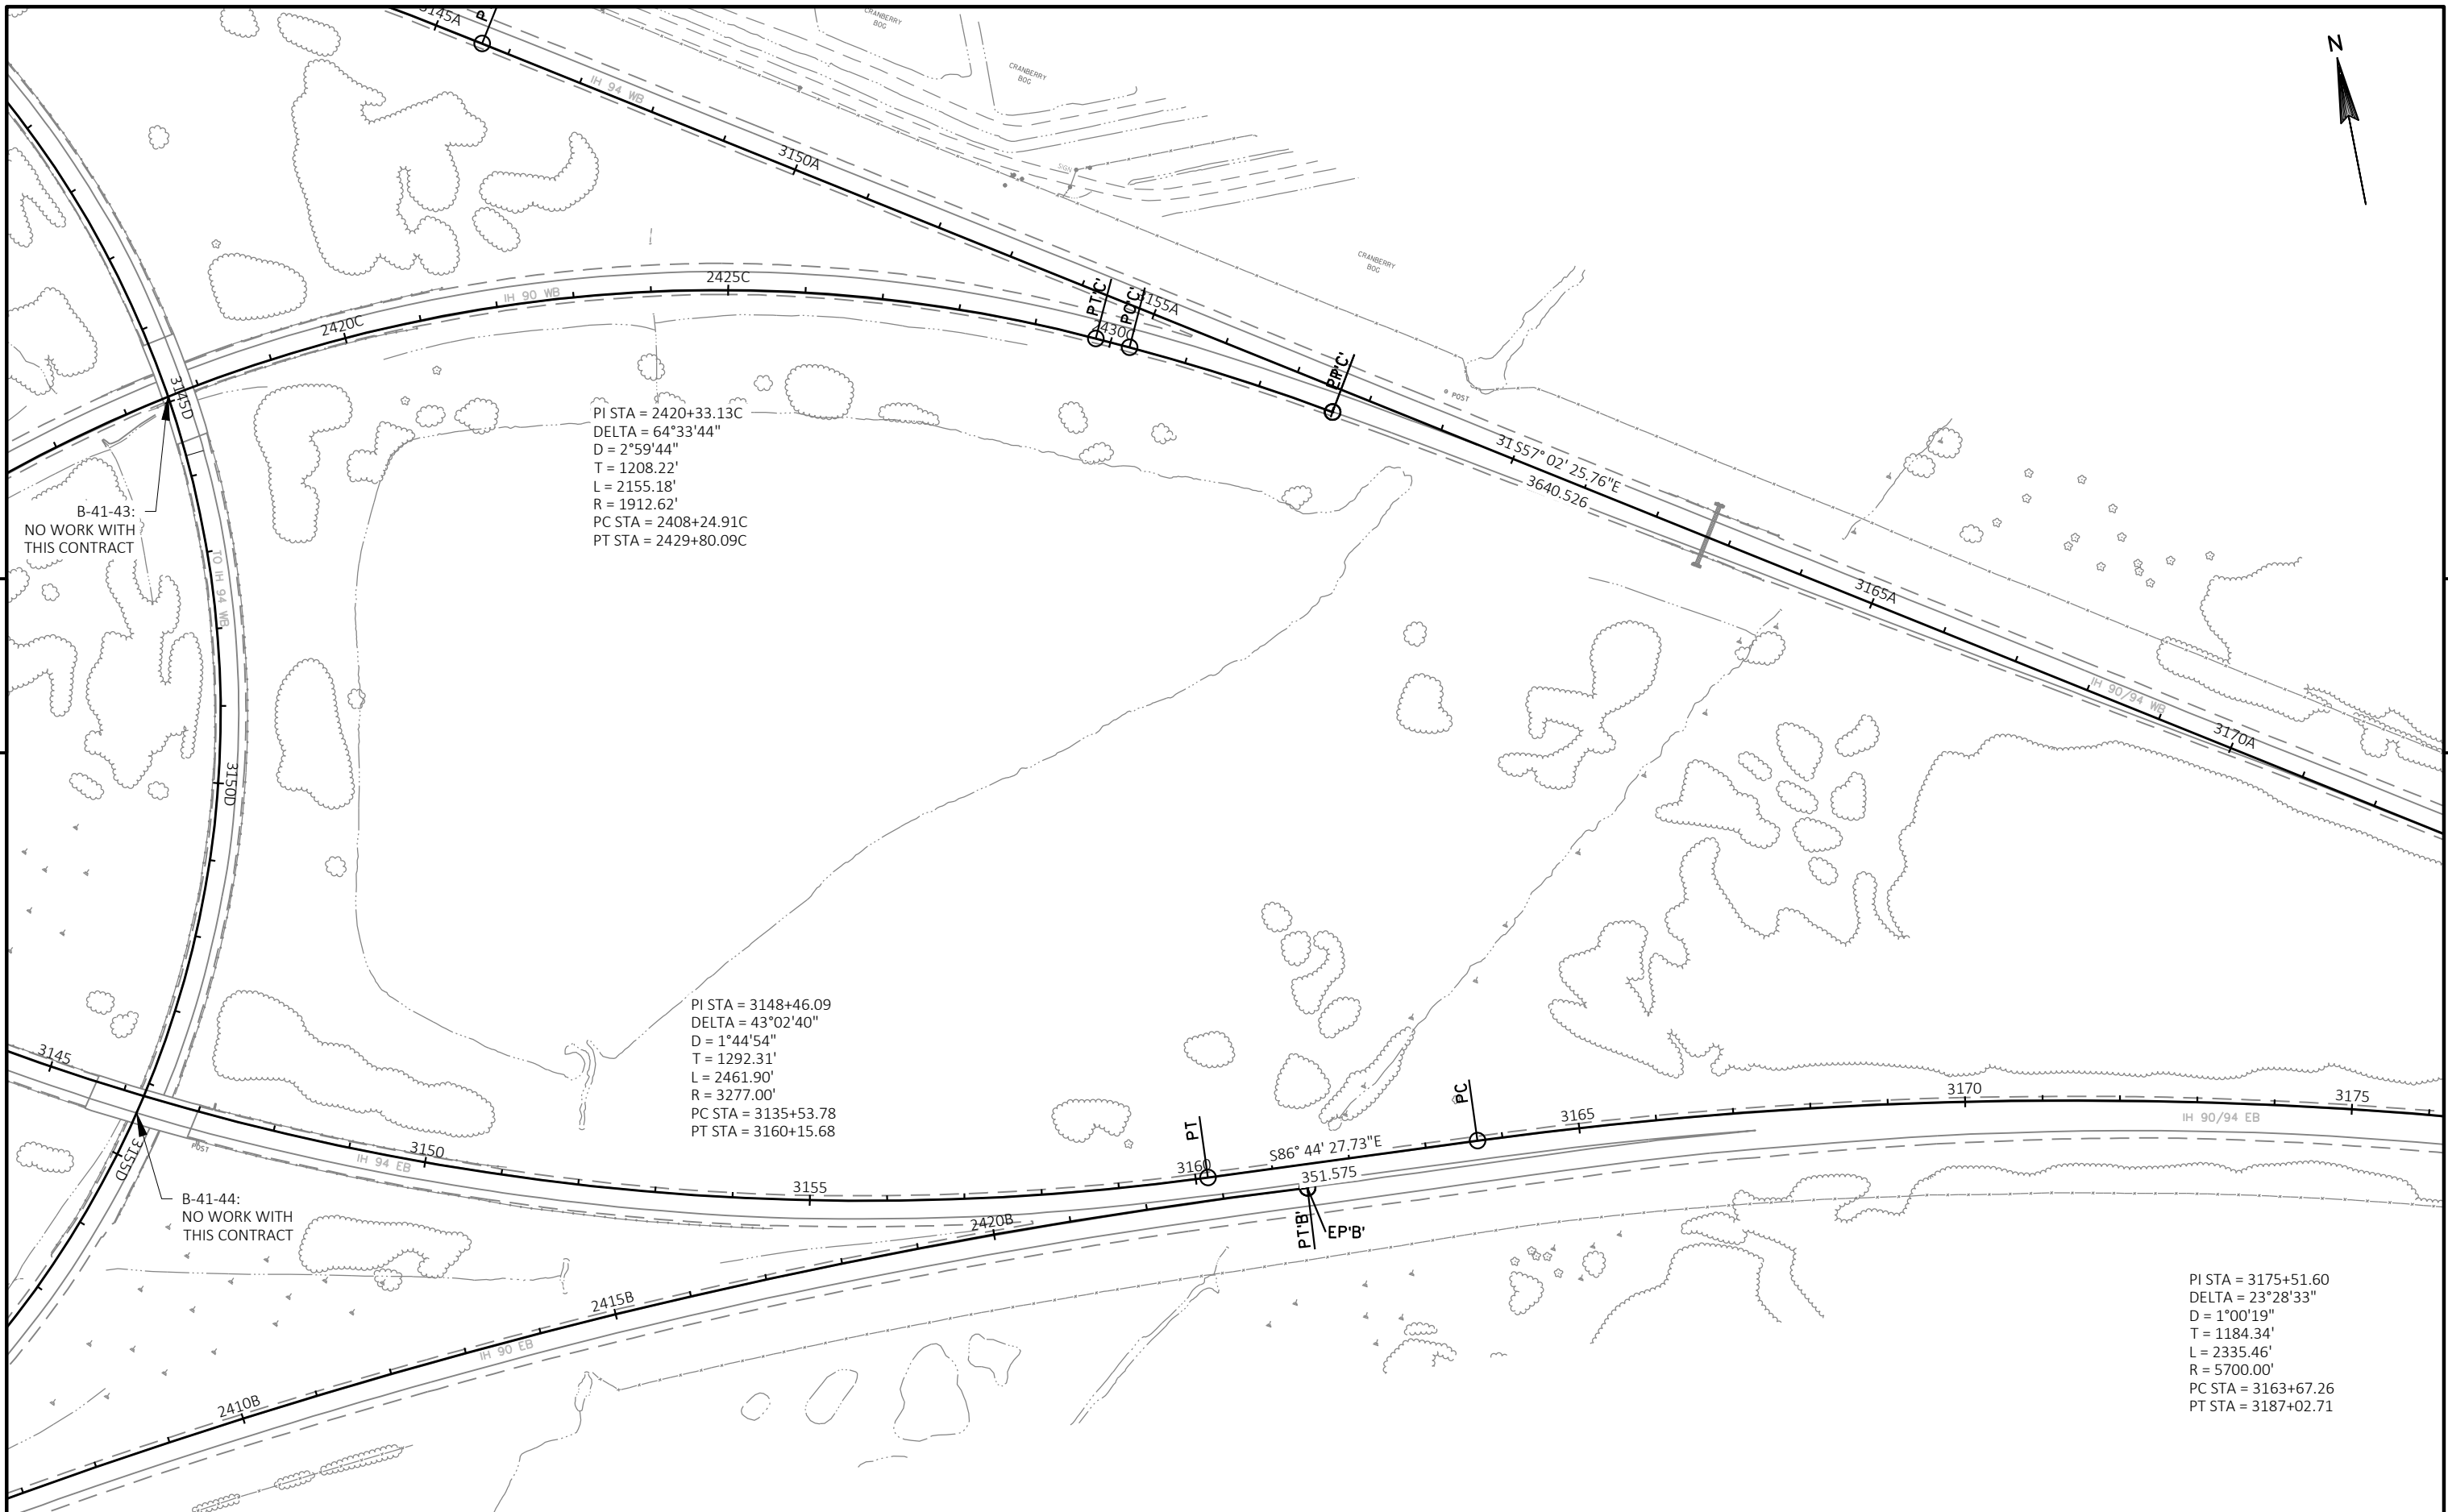 3145A
P
IH 94 WB
CRANBERRY
BOG
CRANBERRY
BOG
N
3150A
SIGN
CRANBERRY
BOG
2425C
IH 90 WB
2420C
PT'C'
PC'C'
3155A
2430C
POST
3145D
PI STA = 2420+33.13C
DELTA = 64°33'44"
D = 2°59'44"
T = 1208.22'
L = 2155.18'
R = 1912.62'
PC STA = 2408+24.91C
PT STA = 2429+80.09C
S57° 02' 25.76"E
3640.526
B-41-43:
NO WORK WITH
THIS CONTRACT
TO IH 94 WB
3165A
IH 90/94 WB
3170A
3150D
PI STA = 3148+46.09
DELTA = 43°02'40"
D = 1°44'54"
T = 1292.31'
L = 2461.90'
R = 3277.00'
PC STA = 3135+53.78
PT STA = 3160+15.68
3145
3155D
POST
IH 94 EB
3150
3155
3160
PT
S86° 44' 27.73"E
351.575
PC
3165
3170
3175
IH 90/94 EB
B-41-44:
NO WORK WITH
THIS CONTRACT
2420B
PT'B'
EP'B'
2415B
IH 90 EB
2410B
PI STA = 3175+51.60
DELTA = 23°28'33"
D = 1°00'19"
T = 1184.34'
L = 2335.46'
R = 5700.00'
PC STA = 3163+67.26
PT STA = 3187+02.71